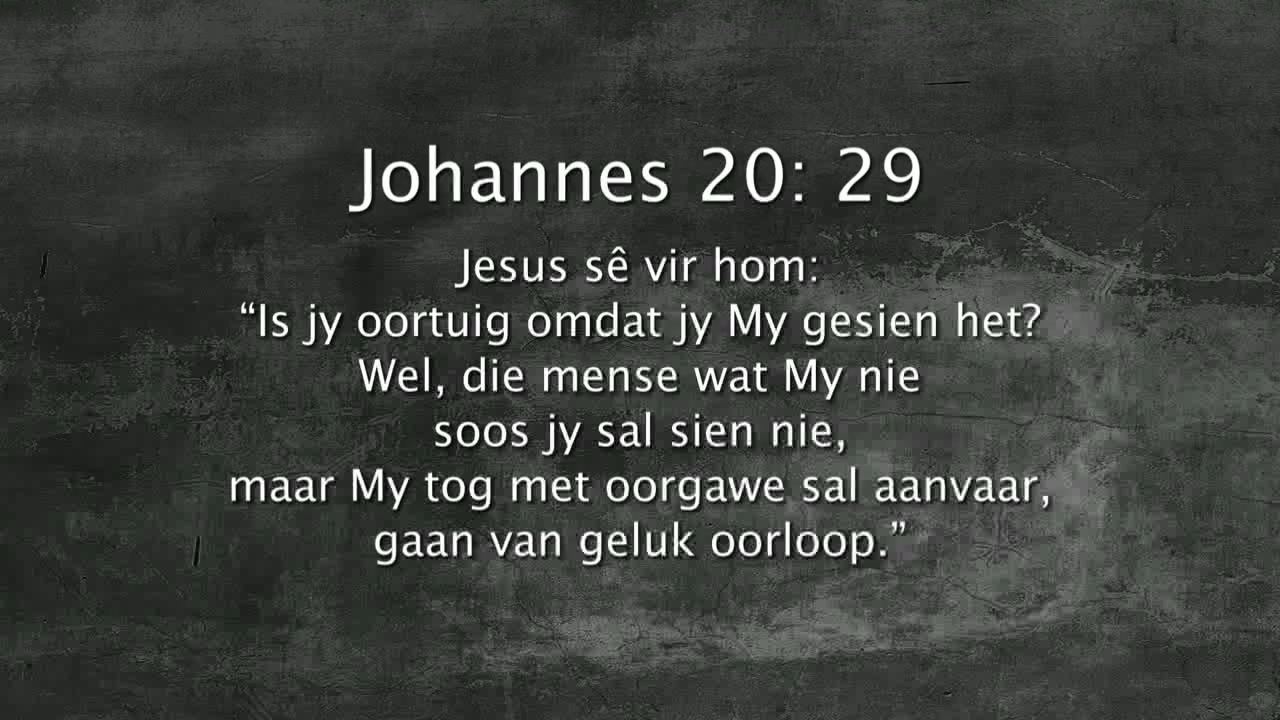 Johannes 20: 29
Jesus sê vir hom:
“Is jy oortuig omdat jy My gesien het?
Wel, die mense wat My nie
soos jy sal sien nie,
maar My tog met oorgawe sal aanvaar,
gaan van geluk oorloop.”